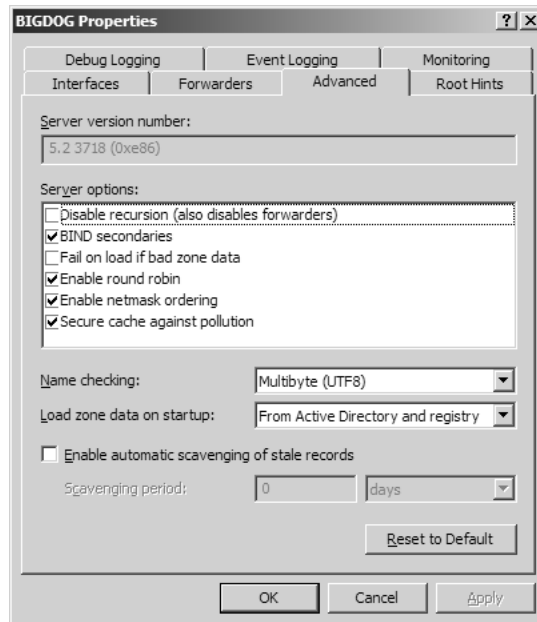 BIGDOG Properties
Debug Logging Event Logging Monitoring
Interfaces Forwarders Advanced Root Hints
Server version number:
5.2 3718 (0xe86)
Server options:
Disable recursion (also disables forwarders)
BIND secondaries
Fail on load if bad zone data
Enable round robin
Enable netmask ordering
Secure cache against pollution
Name checking: Multibyte (UTF8)
Load zone data on startup: From Active Directory and registry
Enable automatic scavenging of stale records
Scavenging period: 0 days
Reset to Default
OK Cancel Apply